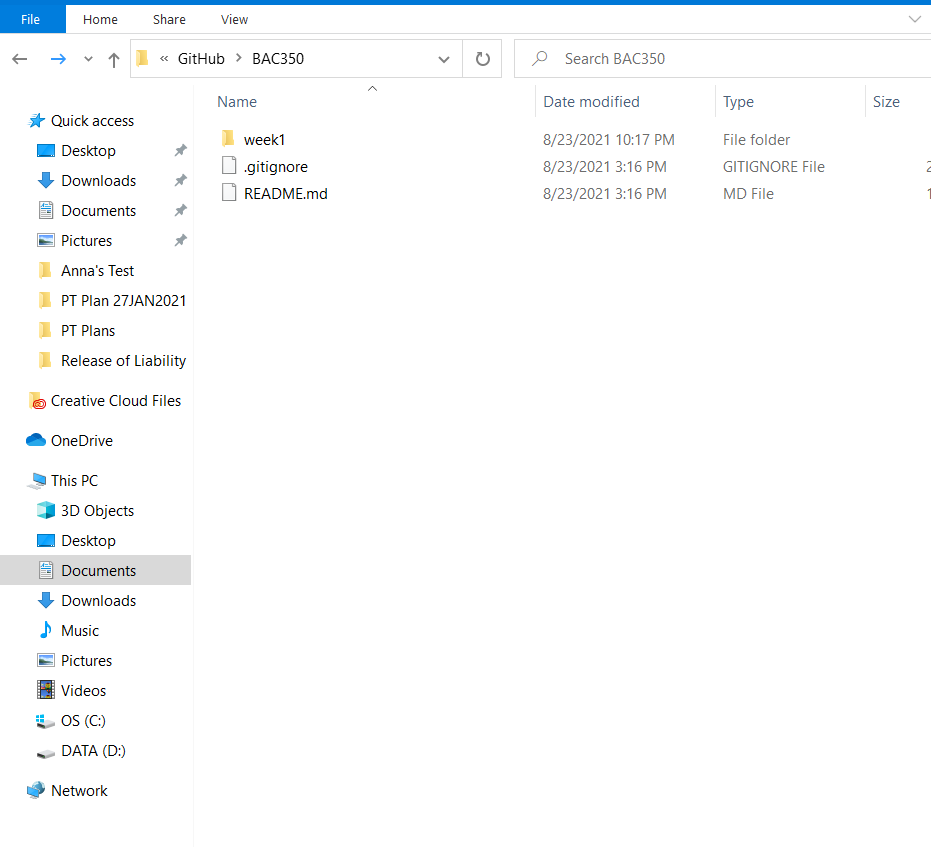 File Home Share View
« GitHub > BAC350 Search BAC350
Name Date modified Type Size
week1 8/23/2021 10:17 PM File folder
.gitignore 8/23/2021 3:16 PM GITIGNORE File 2
README.md 8/23/2021 3:16 PM MD File 1
Quick access
Desktop
Downloads
Documents
Pictures
Anna's Test
PT Plan 27JAN2021
PT Plans
Release of Liability
Creative Cloud Files
OneDrive
This PC
3D Objects
Desktop
Documents
Downloads
Music
Pictures
Videos
OS (C:)
DATA (D:)
Network